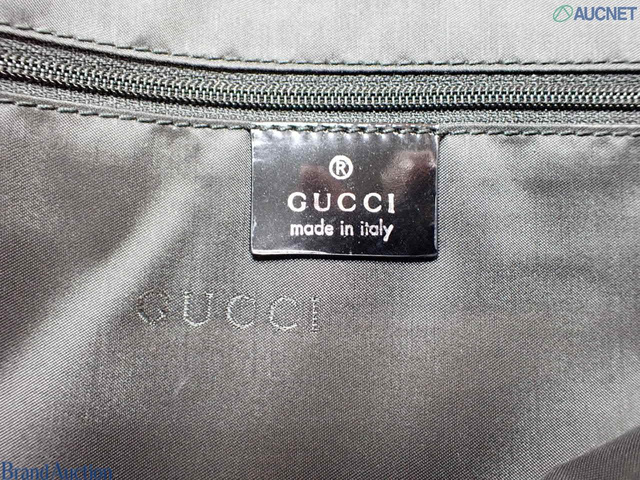 AUCNET
®
GUCCI
made in italy
GUCCI
Brand Auction